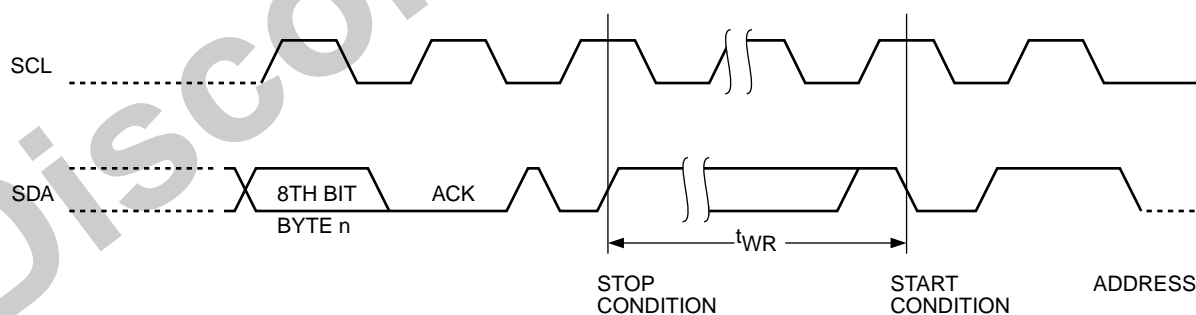 SCL
SDA
8TH BIT
ACK
BYTE n
tWR
STOP
CONDITION
START
CONDITION
ADDRESS